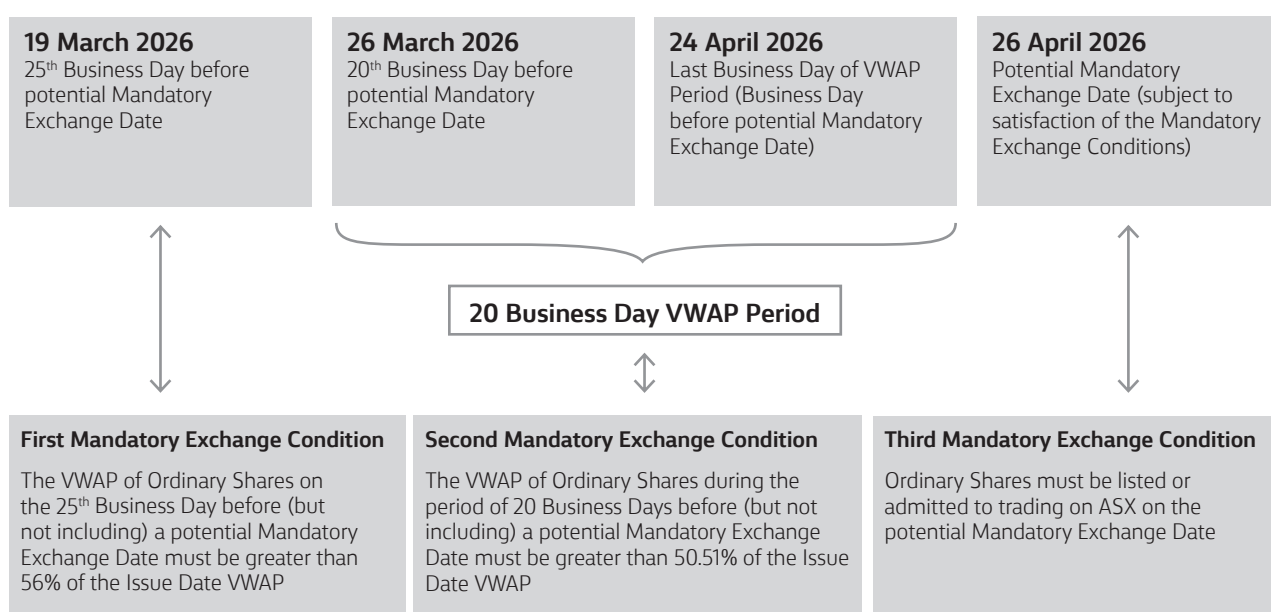 19 March 2026
25th Business Day before
potential Mandatory
Exchange Date
26 March 2026
20th Business Day before
potential Mandatory
Exchange Date
24 April 2026
Last Business Day of VWAP
Period (Business Day
before potential Mandatory
Exchange Date)
26 April 2026
Potential Mandatory
Exchange Date (subject to
satisfaction of the Mandatory
Exchange Conditions)
20 Business Day VWAP Period
First Mandatory Exchange Condition
The VWAP of Ordinary Shares on
the 25th Business Day before (but
not including) a potential Mandatory
Exchange Date must be greater than
56% of the Issue Date VWAP
Second Mandatory Exchange Condition
The VWAP of Ordinary Shares during the
period of 20 Business Days before (but not
including) a potential Mandatory Exchange
Date must be greater than 50.51% of the Issue
Date VWAP
Third Mandatory Exchange Condition
Ordinary Shares must be listed or
admitted to trading on ASX on the
potential Mandatory Exchange Date